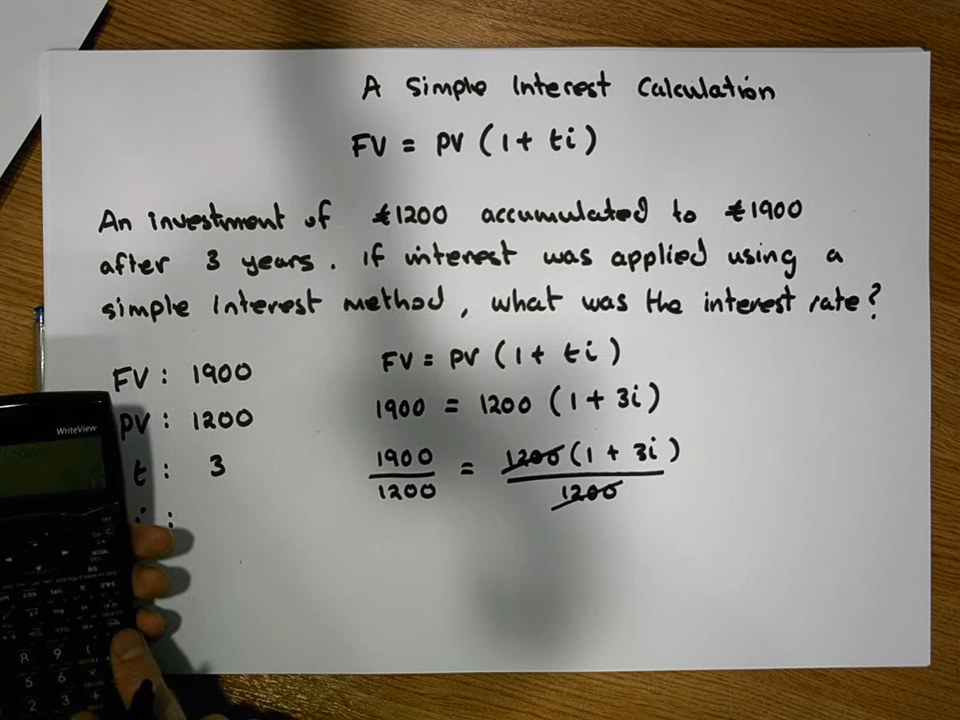 A Simple Interest Calculation
FV = PV (1 + ti)
An investment of €1200 accumulated to €1900
after 3 years. If interest was applied using a
simple interest method, what was the interest rate?
FV : 1900
PV : 1200
t : 3
i :
FV = PV (1 + ti)
1900 = 1200 (1 + 3i)
1900 / 1200 = 1200 (1 + 3i) / 1200
WriteView